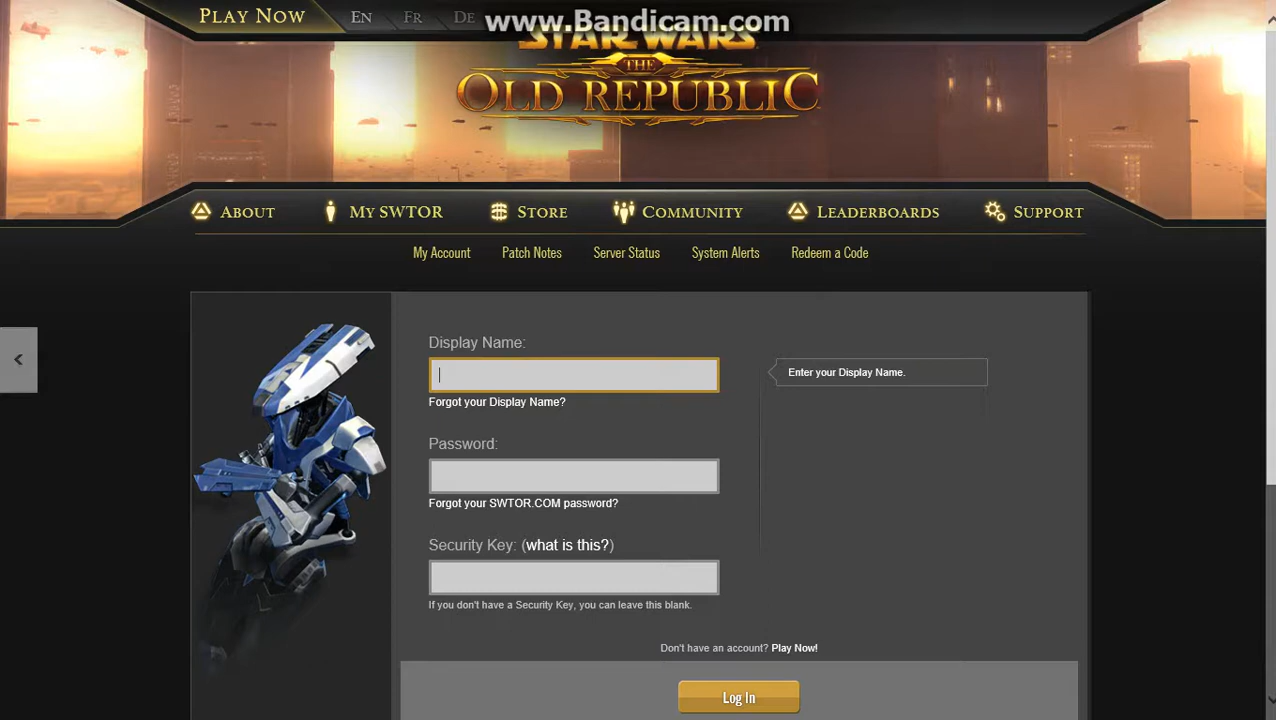 PLAY NOW EN FR DE www.Bandicam.com
STAR WARS
THE
OLD REPUBLIC
ABOUT MY SWTOR STORE COMMUNITY LEADERBOARDS SUPPORT
My Account Patch Notes Server Status System Alerts Redeem a Code
Display Name:
Enter your Display Name.
Forgot your Display Name?
Password:
Forgot your SWTOR.COM password?
Security Key: (what is this?)
If you don't have a Security Key, you can leave this blank.
Don't have an account? Play Now!
Log In